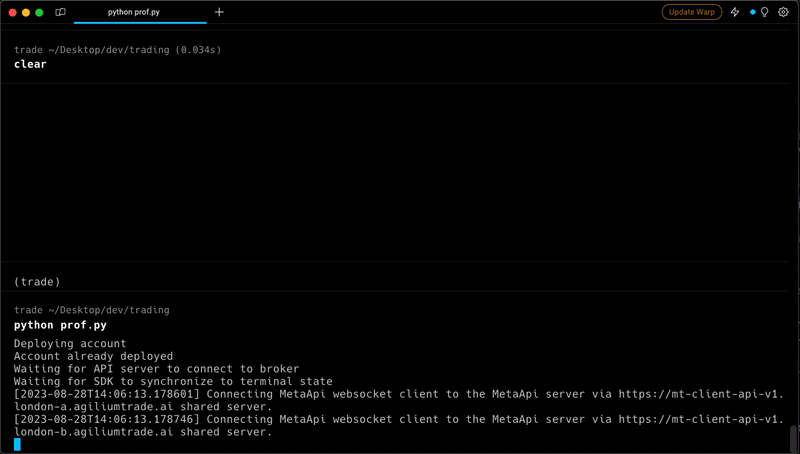 python prof.py
Update Warp
trade ~/Desktop/dev/trading (0.034s)
clear
(trade)
trade ~/Desktop/dev/trading
python prof.py
Deploying account
Account already deployed
Waiting for API server to connect to broker
Waiting for SDK to synchronize to terminal state
[2023-08-28T14:06:13.178601] Connecting MetaApi websocket client to the MetaApi server via https://mt-client-api-v1.
london-a.agiliumtrade.ai shared server.
[2023-08-28T14:06:13.178746] Connecting MetaApi websocket client to the MetaApi server via https://mt-client-api-v1.
london-b.agiliumtrade.ai shared server.